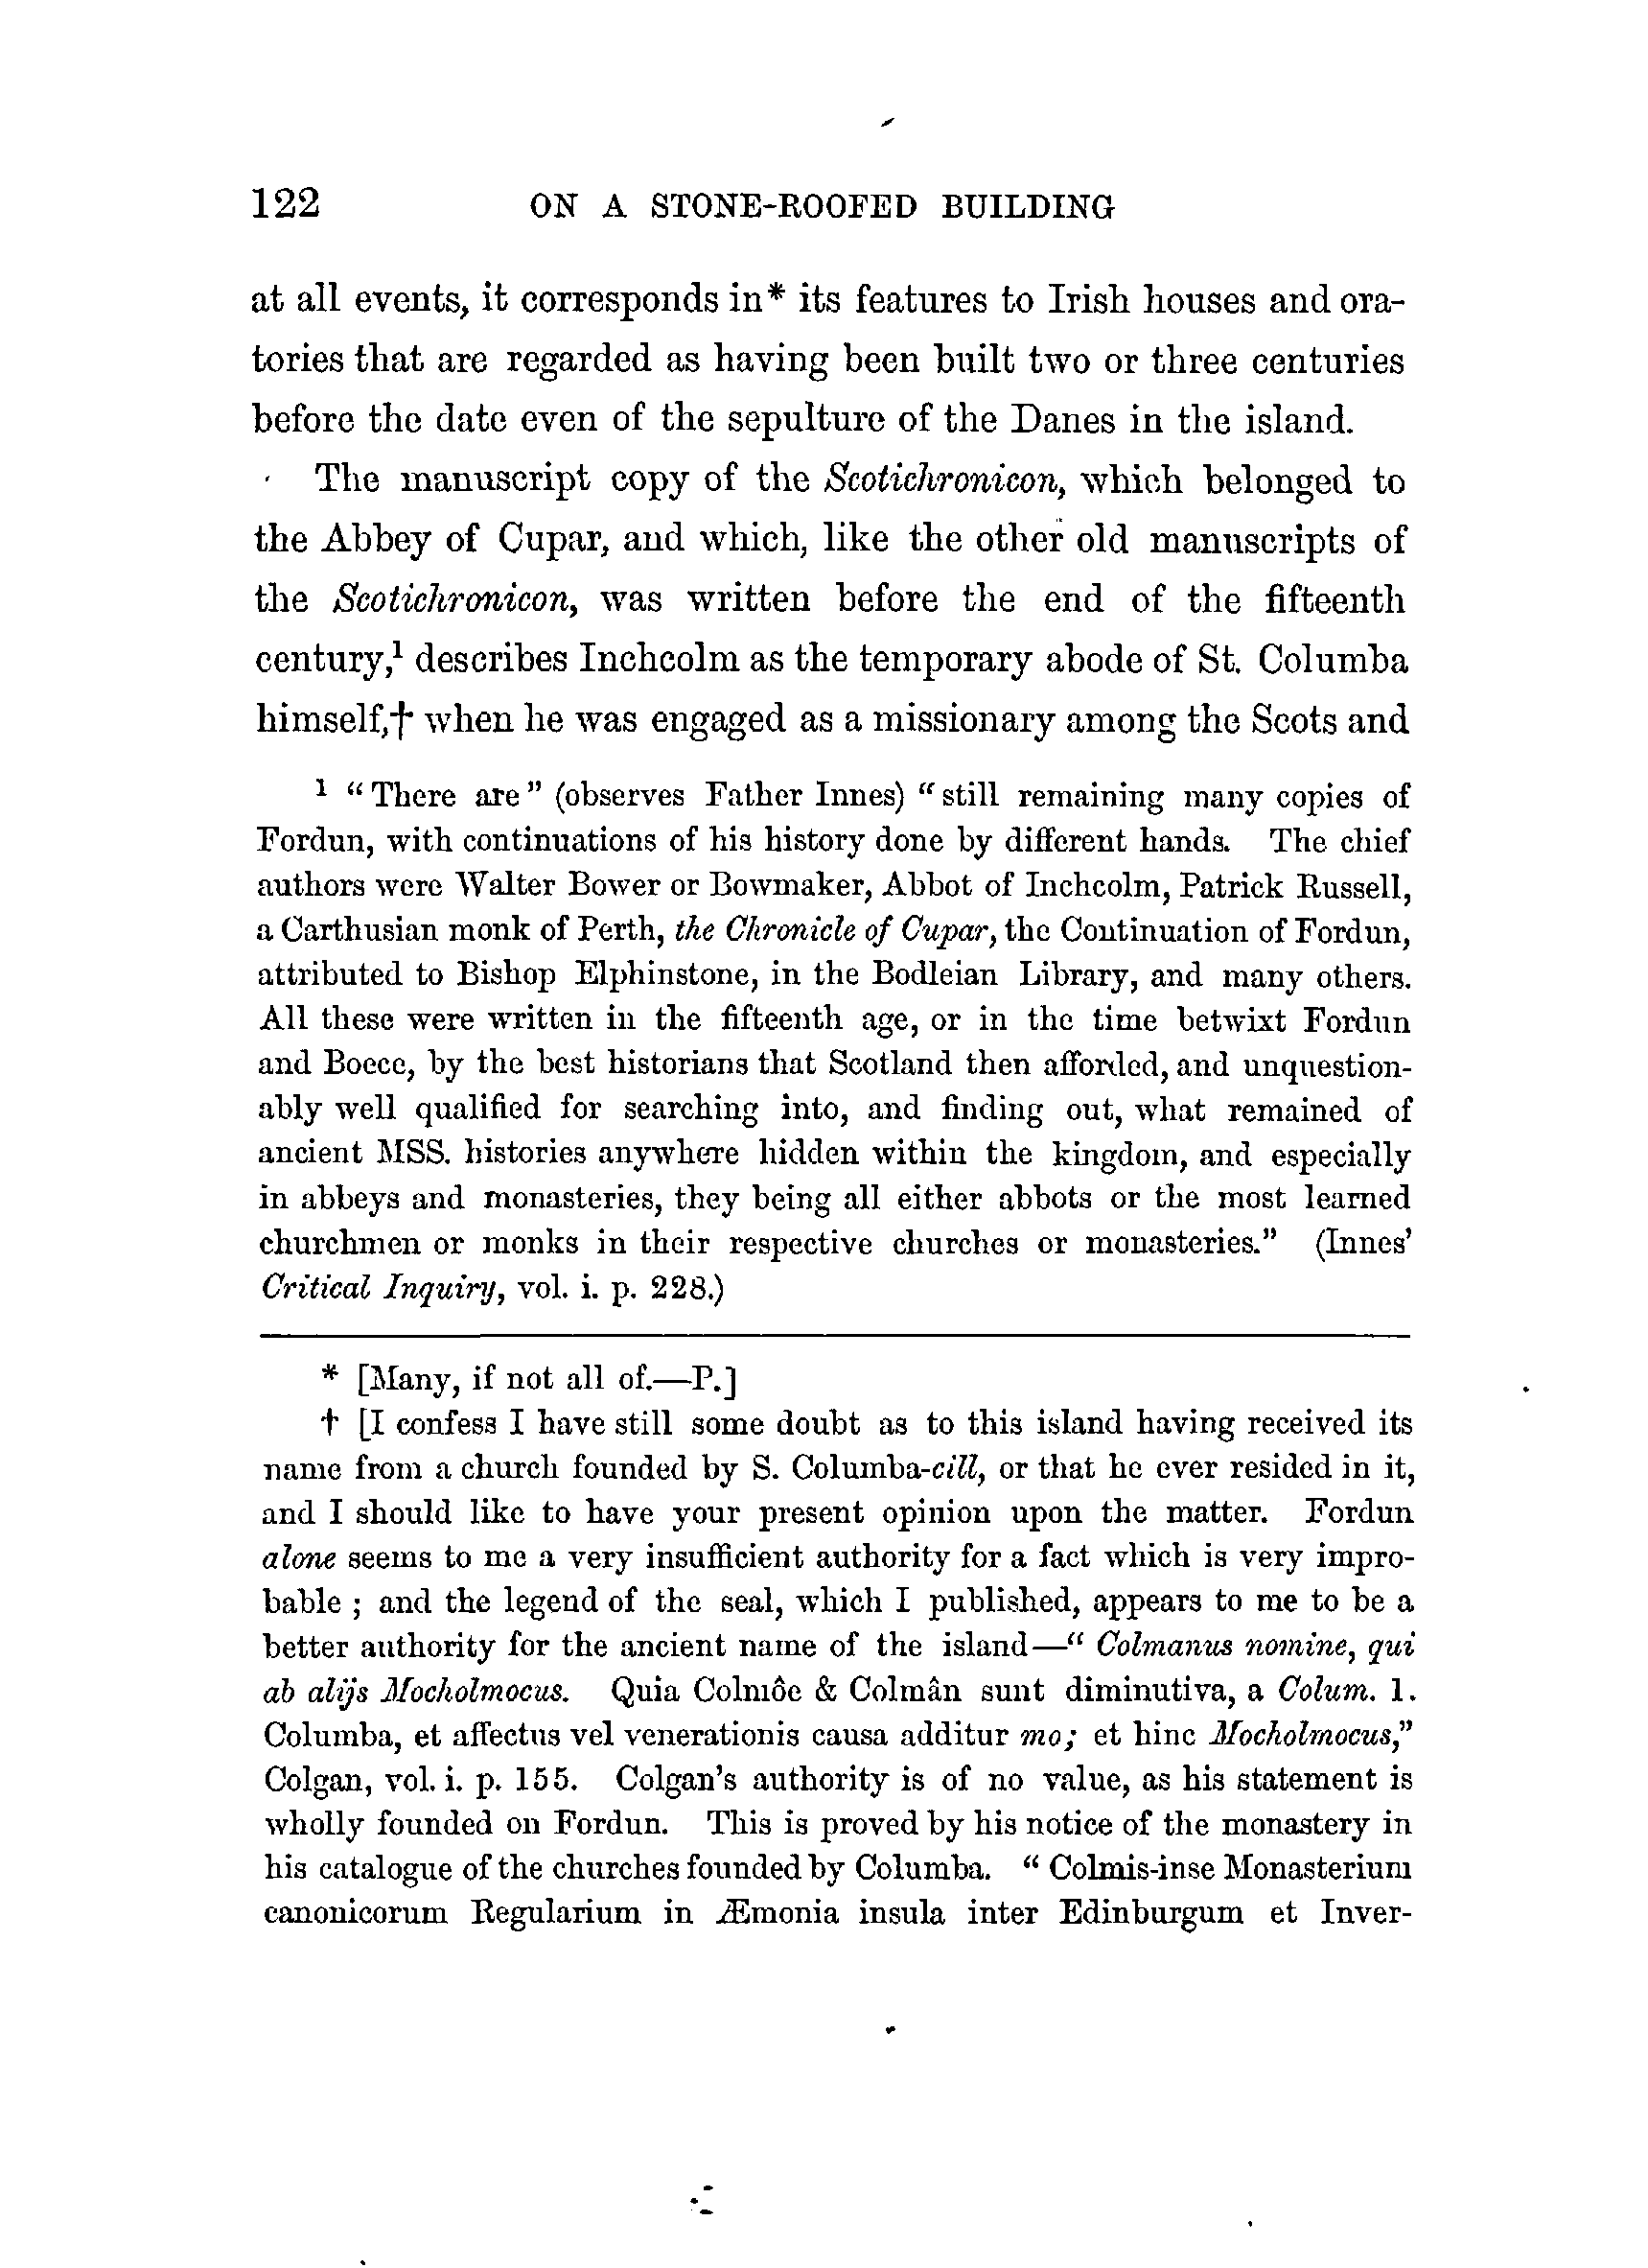 122 ON A STONE-ROOFED BUILDING
at all events, it corresponds in* its features to Irish houses and ora-
tories that are regarded as having been built two or three centuries
before the date even of the sepulture of the Danes in the island.
The manuscript copy of the Scotichronicon, which belonged to
the Abbey of Cupar, and which, like the other old manuscripts of
the Scotichronicon, was written before the end of the fifteenth
century,¹ describes Inchcolm as the temporary abode of St. Columba
himself,† when he was engaged as a missionary among the Scots and
¹ “There are” (observes Father Innes) “still remaining many copies of
Fordun, with continuations of his history done by different hands. The chief
authors were Walter Bower or Bowmaker, Abbot of Inchcolm, Patrick Russell,
a Carthusian monk of Perth, the Chronicle of Cupar, the Continuation of Fordun,
attributed to Bishop Elphinstone, in the Bodleian Library, and many others.
All these were written in the fifteenth age, or in the time betwixt Fordun
and Boece, by the best historians that Scotland then afforded, and unquestion-
ably well qualified for searching into, and finding out, what remained of
ancient MSS. histories anywhere hidden within the kingdom, and especially
in abbeys and monasteries, they being all either abbots or the most learned
churchmen or monks in their respective churches or monasteries.” (Innes’
Critical Inquiry, vol. i. p. 228.)
* [Many, if not all of.—P.]
† [I confess I have still some doubt as to this island having received its
name from a church founded by S. Columba-cill, or that he ever resided in it,
and I should like to have your present opinion upon the matter. Fordun
alone seems to me a very insufficient authority for a fact which is very impro-
bable ; and the legend of the seal, which I published, appears to me to be a
better authority for the ancient name of the island—“ Colmanus nomine, qui
ab alijs Mocholmocus. Quia Colmôc & Colmân sunt diminutiva, a Colum. 1.
Columba, et affectus vel venerationis causa additur mo; et hinc Mocholmocus,”
Colgan, vol. i. p. 155. Colgan’s authority is of no value, as his statement is
wholly founded on Fordun. This is proved by his notice of the monastery in
his catalogue of the churches founded by Columba. “ Colmis-inse Monasterium
canonicorum Regularium in Æmonia insula inter Edinburgum et Inver-